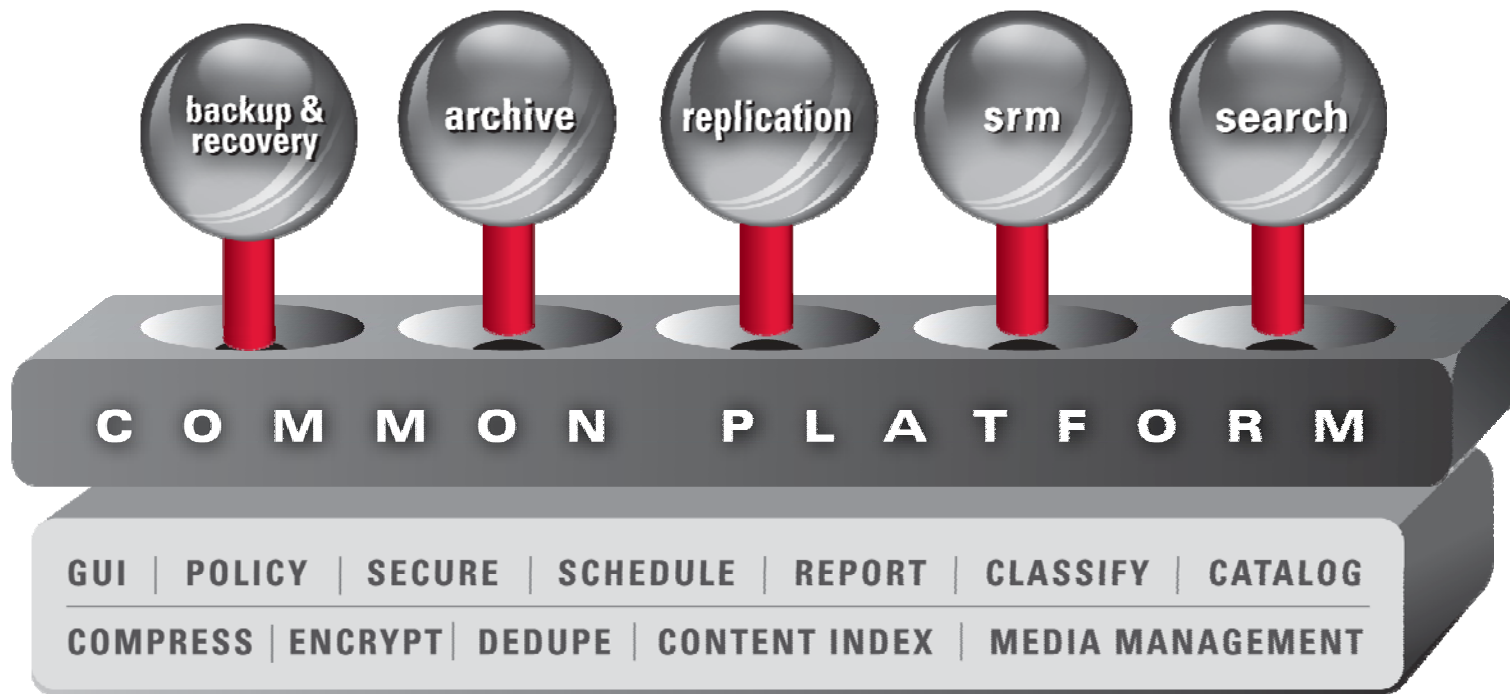 backup &
recovery
archive
replication
srm
search
COMMON PLATFORM
GUI | POLICY | SECURE | SCHEDULE | REPORT | CLASSIFY | CATALOG
COMPRESS | ENCRYPT | DEDUPE | CONTENT INDEX | MEDIA MANAGEMENT